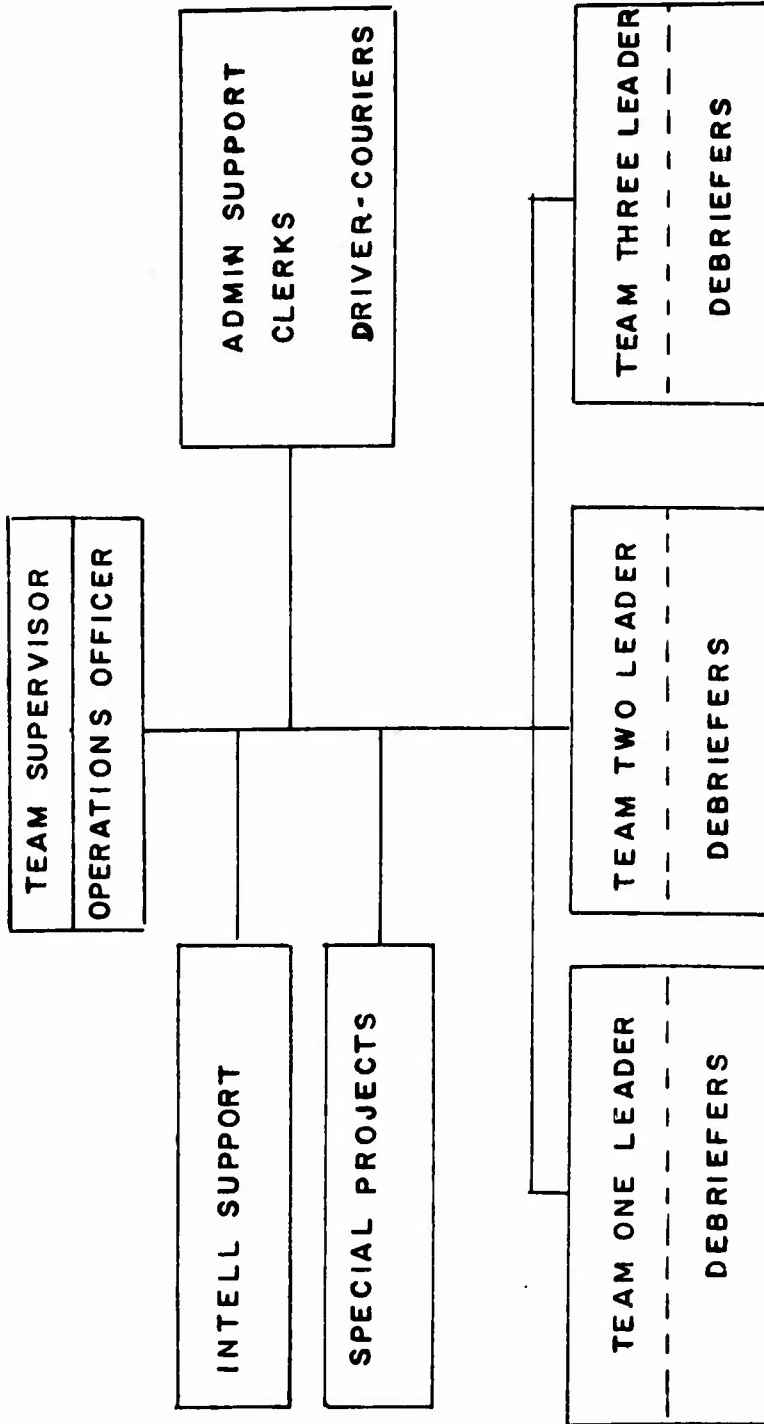 TEAM SUPERVISOR
OPERATIONS OFFICER
INTELL SUPPORT
SPECIAL PROJECTS
ADMIN SUPPORT
CLERKS
DRIVER-COURIERS
TEAM ONE LEADER
DEBRIEFERS
TEAM TWO LEADER
DEBRIEFERS
TEAM THREE LEADER
DEBRIEFERS